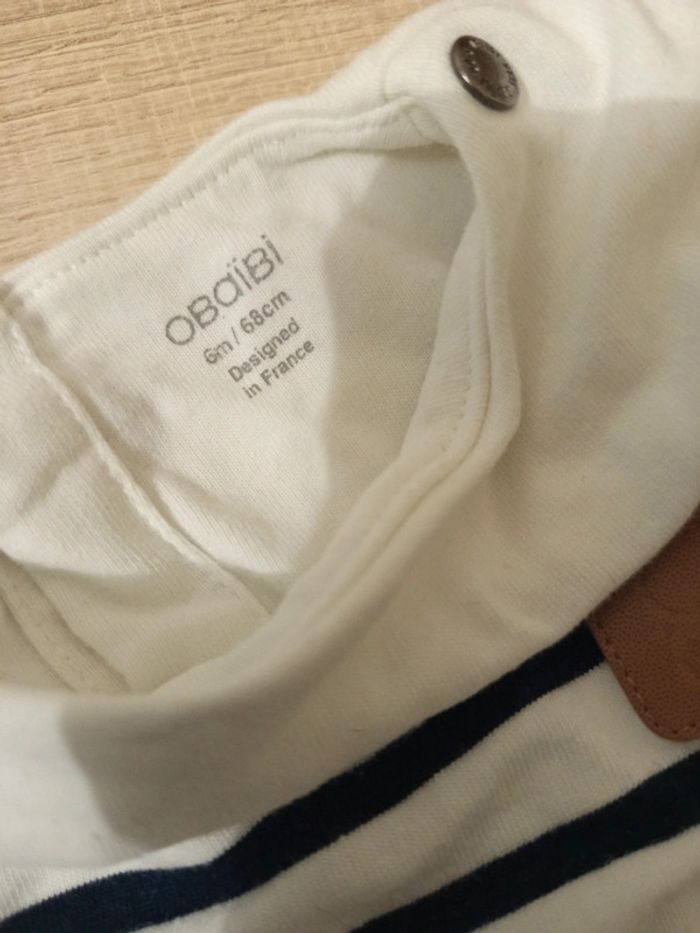 OBaïBi
6m / 68cm
Designed
in France